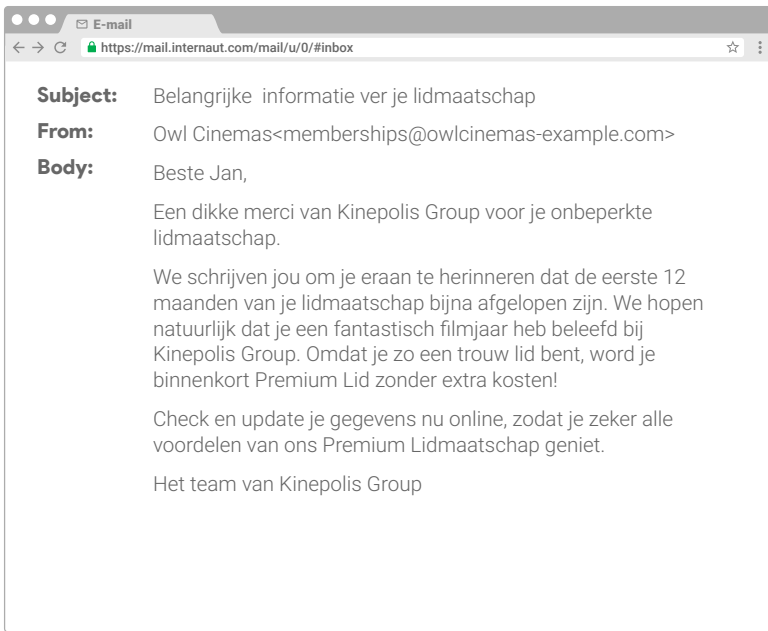 E-mail
https://mail.internaut.com/mail/u/0/#inbox
Subject: Belangrijke  informatie ver je lidmaatschap
From: Owl Cinemas<memberships@owlcinemas-example.com>
Body: Beste Jan,
Een dikke merci van Kinepolis Group voor je onbeperkte
lidmaatschap.
We schrijven jou om je eraan te herinneren dat de eerste 12
maanden van je lidmaatschap bijna afgelopen zijn. We hopen
natuurlijk dat je een fantastisch filmjaar heb beleefd bij
Kinepolis Group. Omdat je zo een trouw lid bent, word je
binnenkort Premium Lid zonder extra kosten!
Check en update je gegevens nu online, zodat je zeker alle
voordelen van ons Premium Lidmaatschap geniet.
Het team van Kinepolis Group